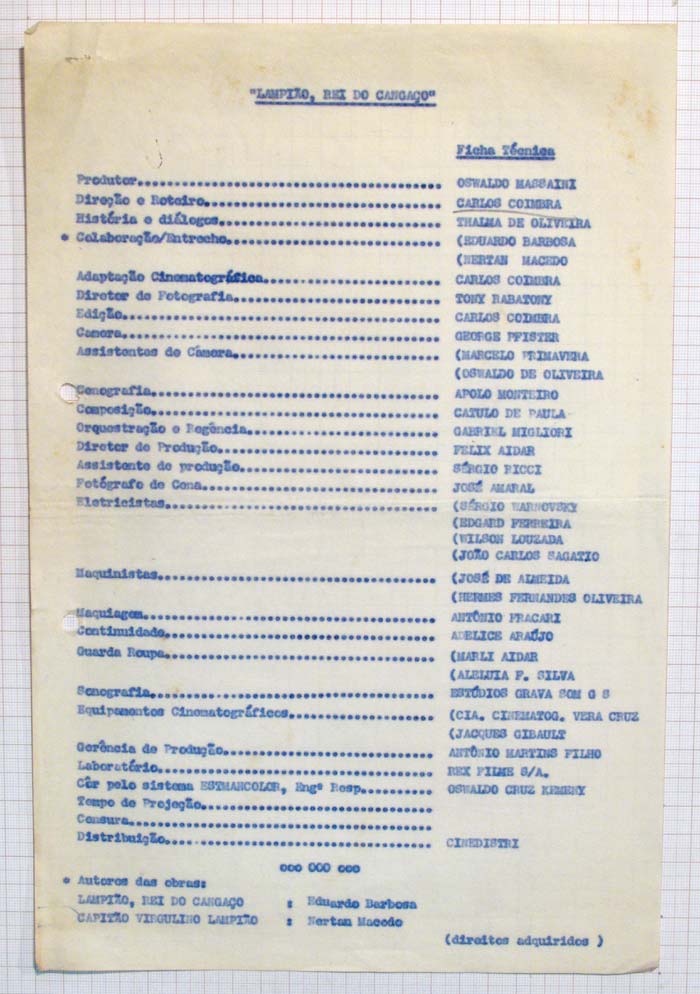 "LAMPIÃO, REI DO CANGAÇO"
Ficha Técnica
Produtor........................................ OSWALDO MASSAINI
Direção e Roteiro............................... CARLOS COIMBRA
História e diálogos............................. THALMA DE OLIVEIRA
* Colaboração/Entrecho............................ (EDUARDO BARBOSA
(NERTAN MACEDO
Adaptação Cinematográfica....................... CARLOS COIMBRA
Diretor de Fotografia........................... TONY RABATONY
Edição.......................................... CARLOS COIMBRA
Camera.......................................... GEORGE PFISTER
Assistentes de Câmera........................... (MARCELO PRIMAVERA
(OSWALDO DE OLIVEIRA
Cenografia...................................... APOLO MONTEIRO
Composição...................................... CATULO DE PAULA
Orquestração e Regência......................... GABRIEL MIGLIORI
Diretor de Produção............................. FELIX AIDAR
Assistente de produção.......................... SÉRGIO RICCI
Fotógrafo de Cena............................... JOSÉ AMARAL
Eletricistas.................................... (SÉRGIO WARNOVSKY
(EDGARD FERREIRA
(WILSON LOUZADA
(JOÃO CARLOS SAGATIO
Maquinistas..................................... (JOSÉ DE ALMEIDA
(HERMES FERNANDES OLIVEIRA
Maquiagem....................................... ANTÔNIO FRACARI
Continuidade.................................... ADELICE ARAÚJO
Guarda Roupa.................................... (MARLI AIDAR
(ALELUIA F. SILVA
Sonografia...................................... ESTÚDIOS GRAVA SOM G S
Equipamentos Cinematográficos................... (CIA. CINEMATOG. VERA CRUZ
(JACQUES GIBAULT
Gerência de Produção............................ ANTÔNIO MARTINS FILHO
Laboratório..................................... REX FILME S/A.
Côr pelo sistema ESTMANCOLOR, Engº Resp......... OSWALDO CRUZ KEMENY
Tempo de Projeção...............................
Censura.........................................
Distribuição.................................... CINEDISTRI
ooo OOO ooo
* Autores das obras:
LAMPIÃO, REI DO CANGAÇO : Eduardo Barbosa
CAPITÃO VIRGULINO LAMPIÃO : Nertan Macedo
(direitos adquiridos )